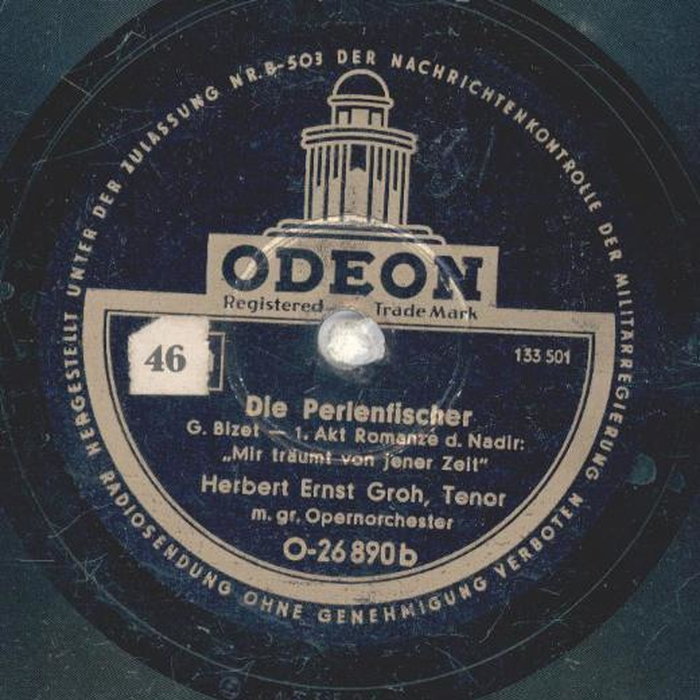 HERGESTELLT UNTER DER ZULASSUNG NR. B-503 DER NACHRICHTENKONTROLLE DER MILITÄRREGIERUNG
ODEON
Registered Trade Mark
46
133 501
Die Perlenfischer
G. Bizet — 1. Akt Romanze d. Nadir:
„Mir träumt von jener Zeit“
Herbert Ernst Groh, Tenor
m. gr. Opernorchester
O-26 890 b
RADIOSENDUNG OHNE GENEHMIGUNG VERBOTEN